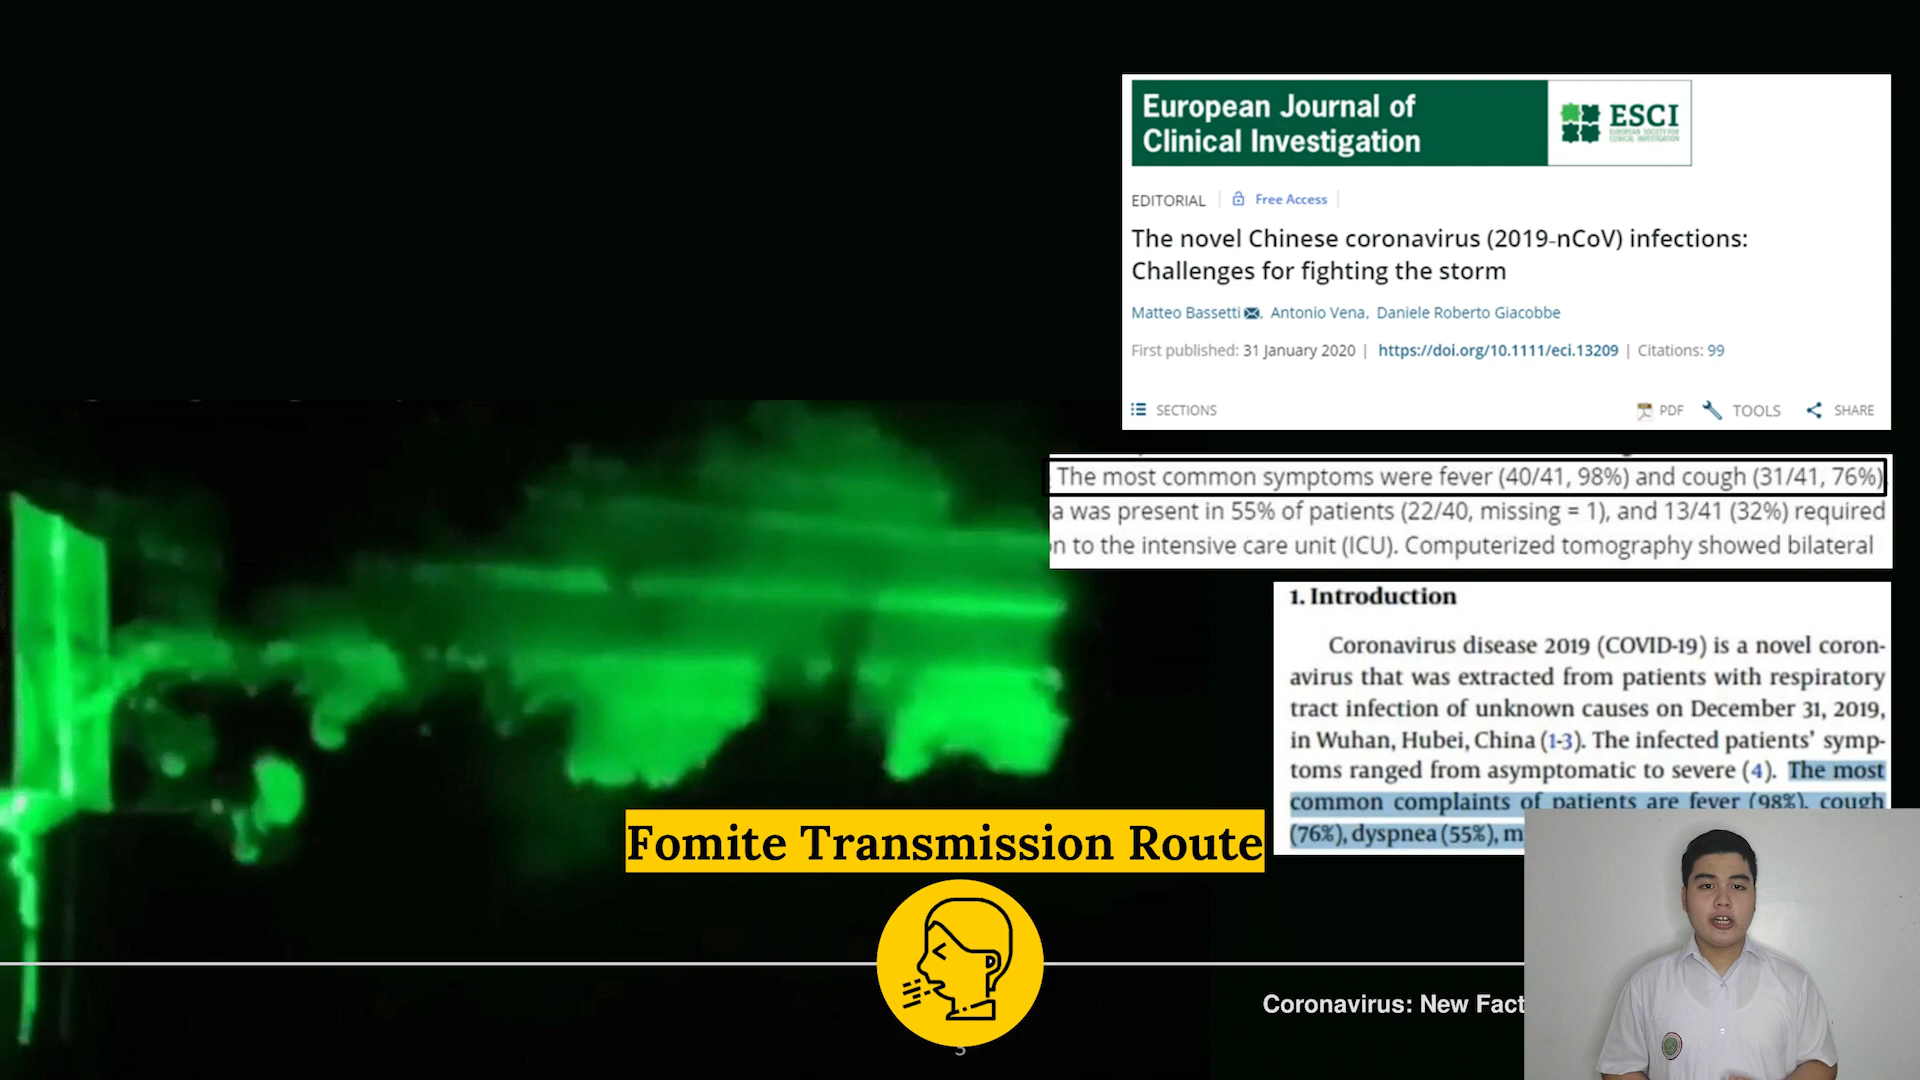 European Journal of
Clinical Investigation
ESCI
EUROPEAN SOCIETY FOR
CLINICAL INVESTIGATION
EDITORIAL
Free Access
The novel Chinese coronavirus (2019-nCoV) infections:
Challenges for fighting the storm
Matteo Bassetti, Antonio Vena, Daniele Roberto Giacobbe
First published: 31 January 2020 | https://doi.org/10.1111/eci.13209 | Citations: 99
SECTIONS
PDF
TOOLS
SHARE
The most common symptoms were fever (40/41, 98%) and cough (31/41, 76%)
a was present in 55% of patients (22/40, missing = 1), and 13/41 (32%) required
n to the intensive care unit (ICU). Computerized tomography showed bilateral
1. Introduction
Coronavirus disease 2019 (COVID-19) is a novel coron-
avirus that was extracted from patients with respiratory
tract infection of unknown causes on December 31, 2019,
in Wuhan, Hubei, China (1-3). The infected patients' symp-
toms ranged from asymptomatic to severe (4). The most
common complaints of patients are fever (98%), cough
(76%), dyspnea (55%), m
Fomite Transmission Route
Coronavirus: New Fact